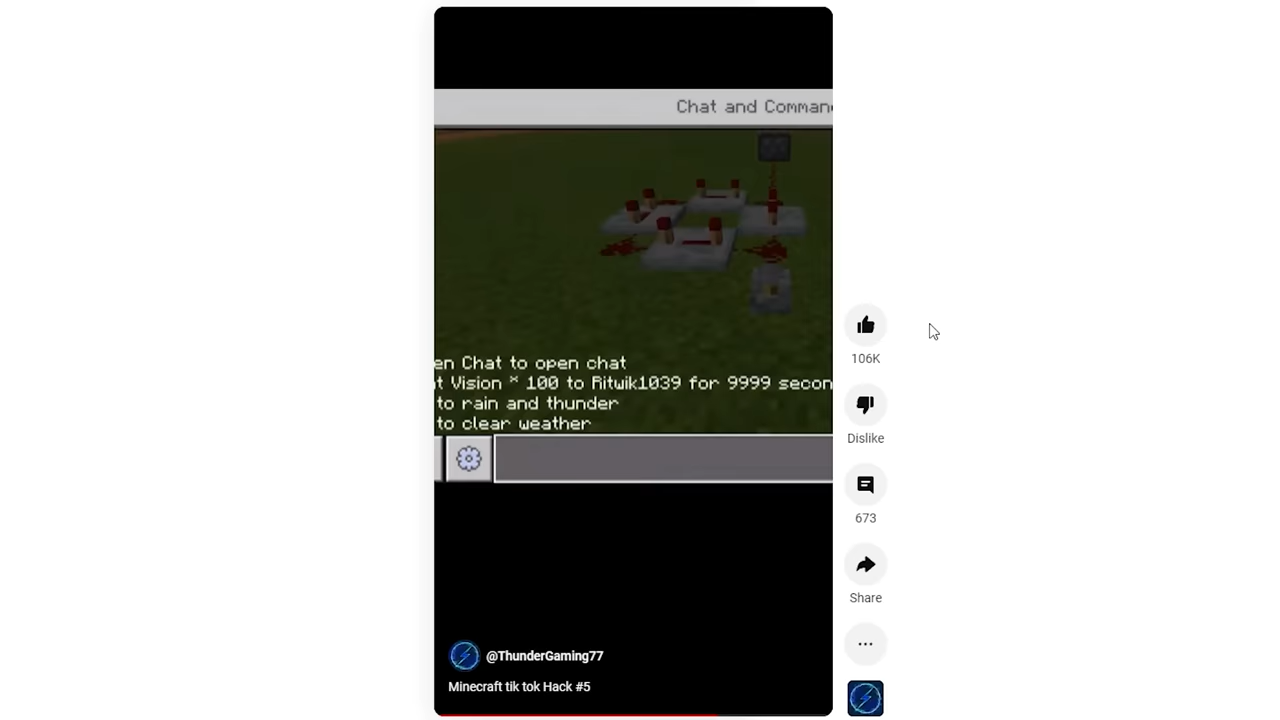 Chat and Comman
en Chat to open chat
t Vision * 100 to Ritwik1039 for 9999 secon
to rain and thunder
to clear weather
106K
Dislike
673
Share
@ThunderGaming77
Minecraft tik tok Hack #5